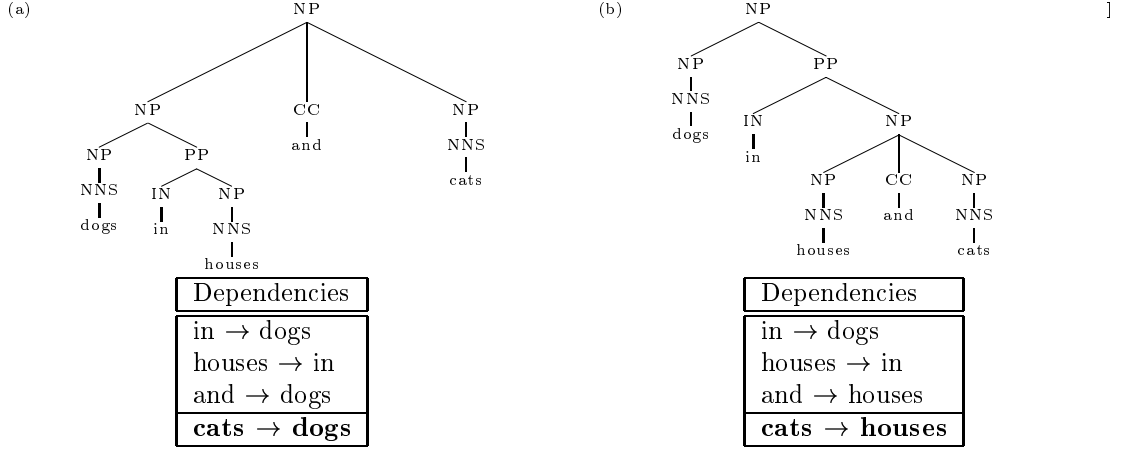 (a) NP (b) NP ]
NP PP
NNS
NP CC NP dogs IN NP
and in
NP PP NNS
NNS IN NP cats NP CC NP
dogs in NNS NNS and NNS
houses houses cats
Dependencies Dependencies
in → dogs in → dogs
houses → in houses → in
and → dogs and → houses
cats → dogs cats → houses